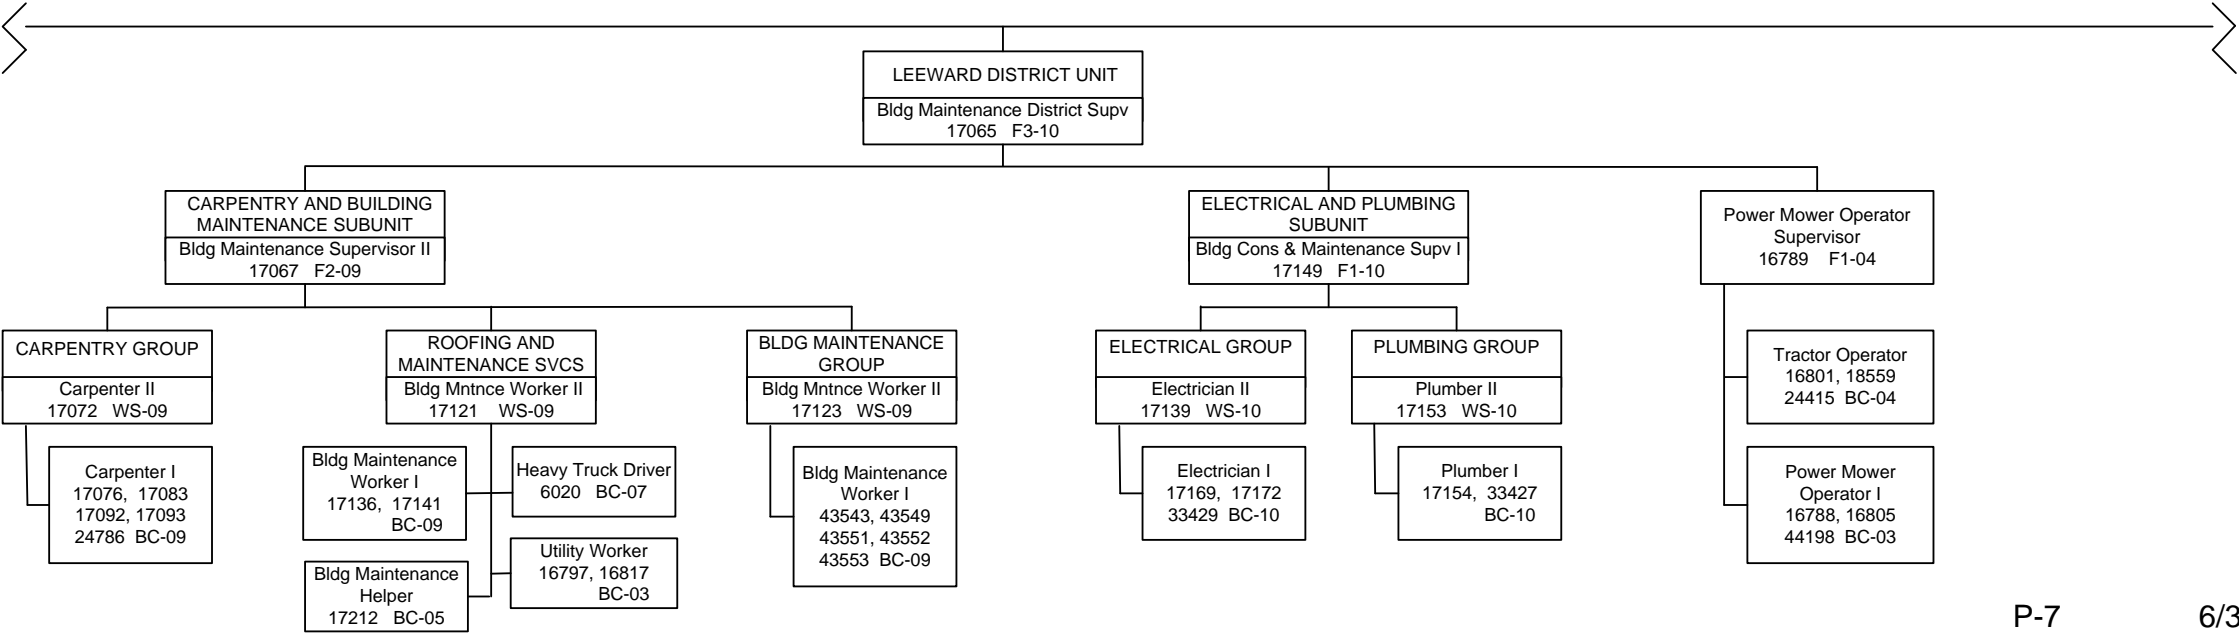 LEEWARD DISTRICT UNIT
Bldg Maintenance District Supv
17065 F3-10
CARPENTRY AND BUILDING
MAINTENANCE SUBUNIT
Bldg Maintenance Supervisor II
17067 F2-09
ELECTRICAL AND PLUMBING
SUBUNIT
Bldg Cons & Maintenance Supv I
17149 F1-10
Power Mower Operator
Supervisor
16789 F1-04
CARPENTRY GROUP
Carpenter II
17072 WS-09
ROOFING AND
MAINTENANCE SVCS
Bldg Mntnce Worker II
17121 WS-09
BLDG MAINTENANCE
GROUP
Bldg Mntnce Worker II
17123 WS-09
ELECTRICAL GROUP
Electrician II
17139 WS-10
PLUMBING GROUP
Plumber II
17153 WS-10
Tractor Operator
16801, 18559
24415 BC-04
Carpenter I
17076, 17083
17092, 17093
24786 BC-09
Bldg Maintenance
Worker I
17136, 17141
BC-09
Heavy Truck Driver
6020 BC-07
Bldg Maintenance
Helper
17212 BC-05
Utility Worker
16797, 16817
BC-03
Bldg Maintenance
Worker I
43543, 43549
43551, 43552
43553 BC-09
Electrician I
17169, 17172
33429 BC-10
Plumber I
17154, 33427
BC-10
Power Mower
Operator I
16788, 16805
44198 BC-03
P-7
6/3